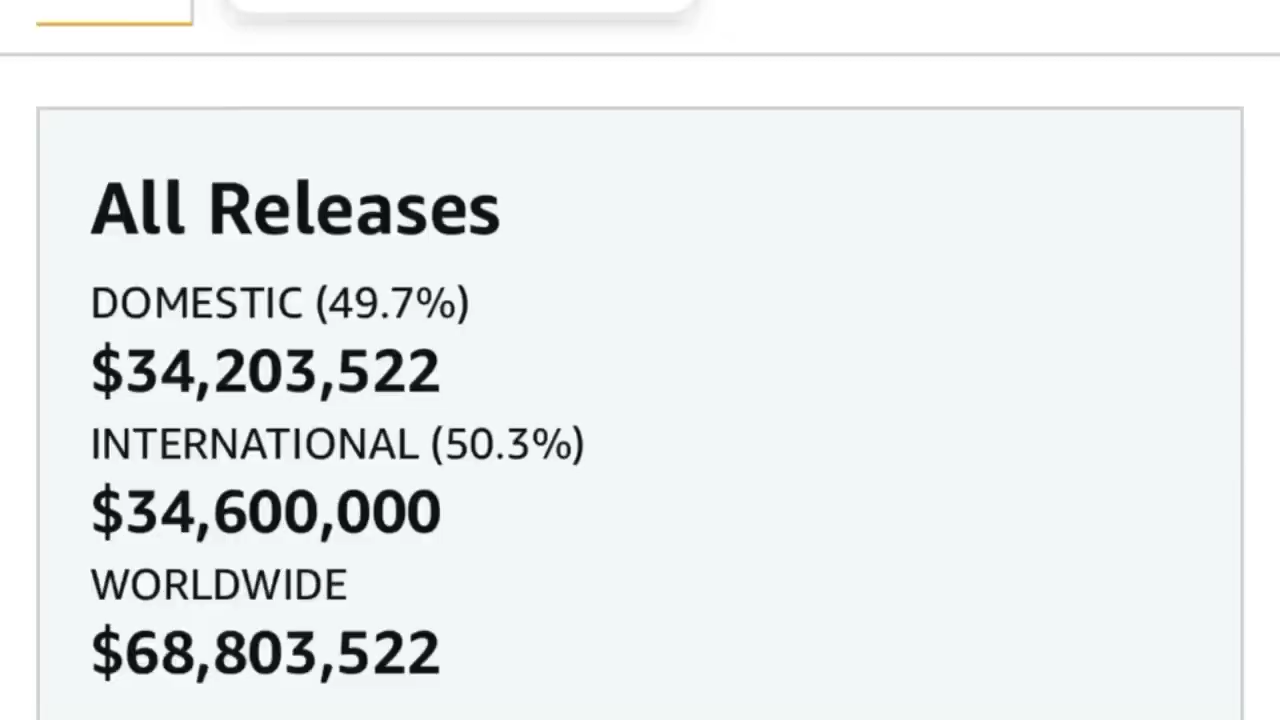 All Releases
DOMESTIC (49.7%)
$34,203,522
INTERNATIONAL (50.3%)
$34,600,000
WORLDWIDE
$68,803,522